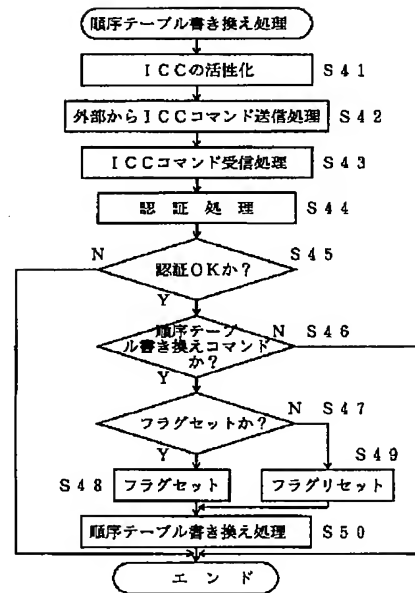 順序テーブル書き換え処理
ICCの活性化 S41
外部からICCコマンド送信処理 S42
ICCコマンド受信処理 S43
認証処理 S44
N S45
認証OKか?
Y
順序テーブ N S46
ル書き換えコマンド
か?
Y
N S47
フラグセットか?
Y S49
S48 フラグセット フラグリセット
順序テーブル書き換え処理 S50
エンド